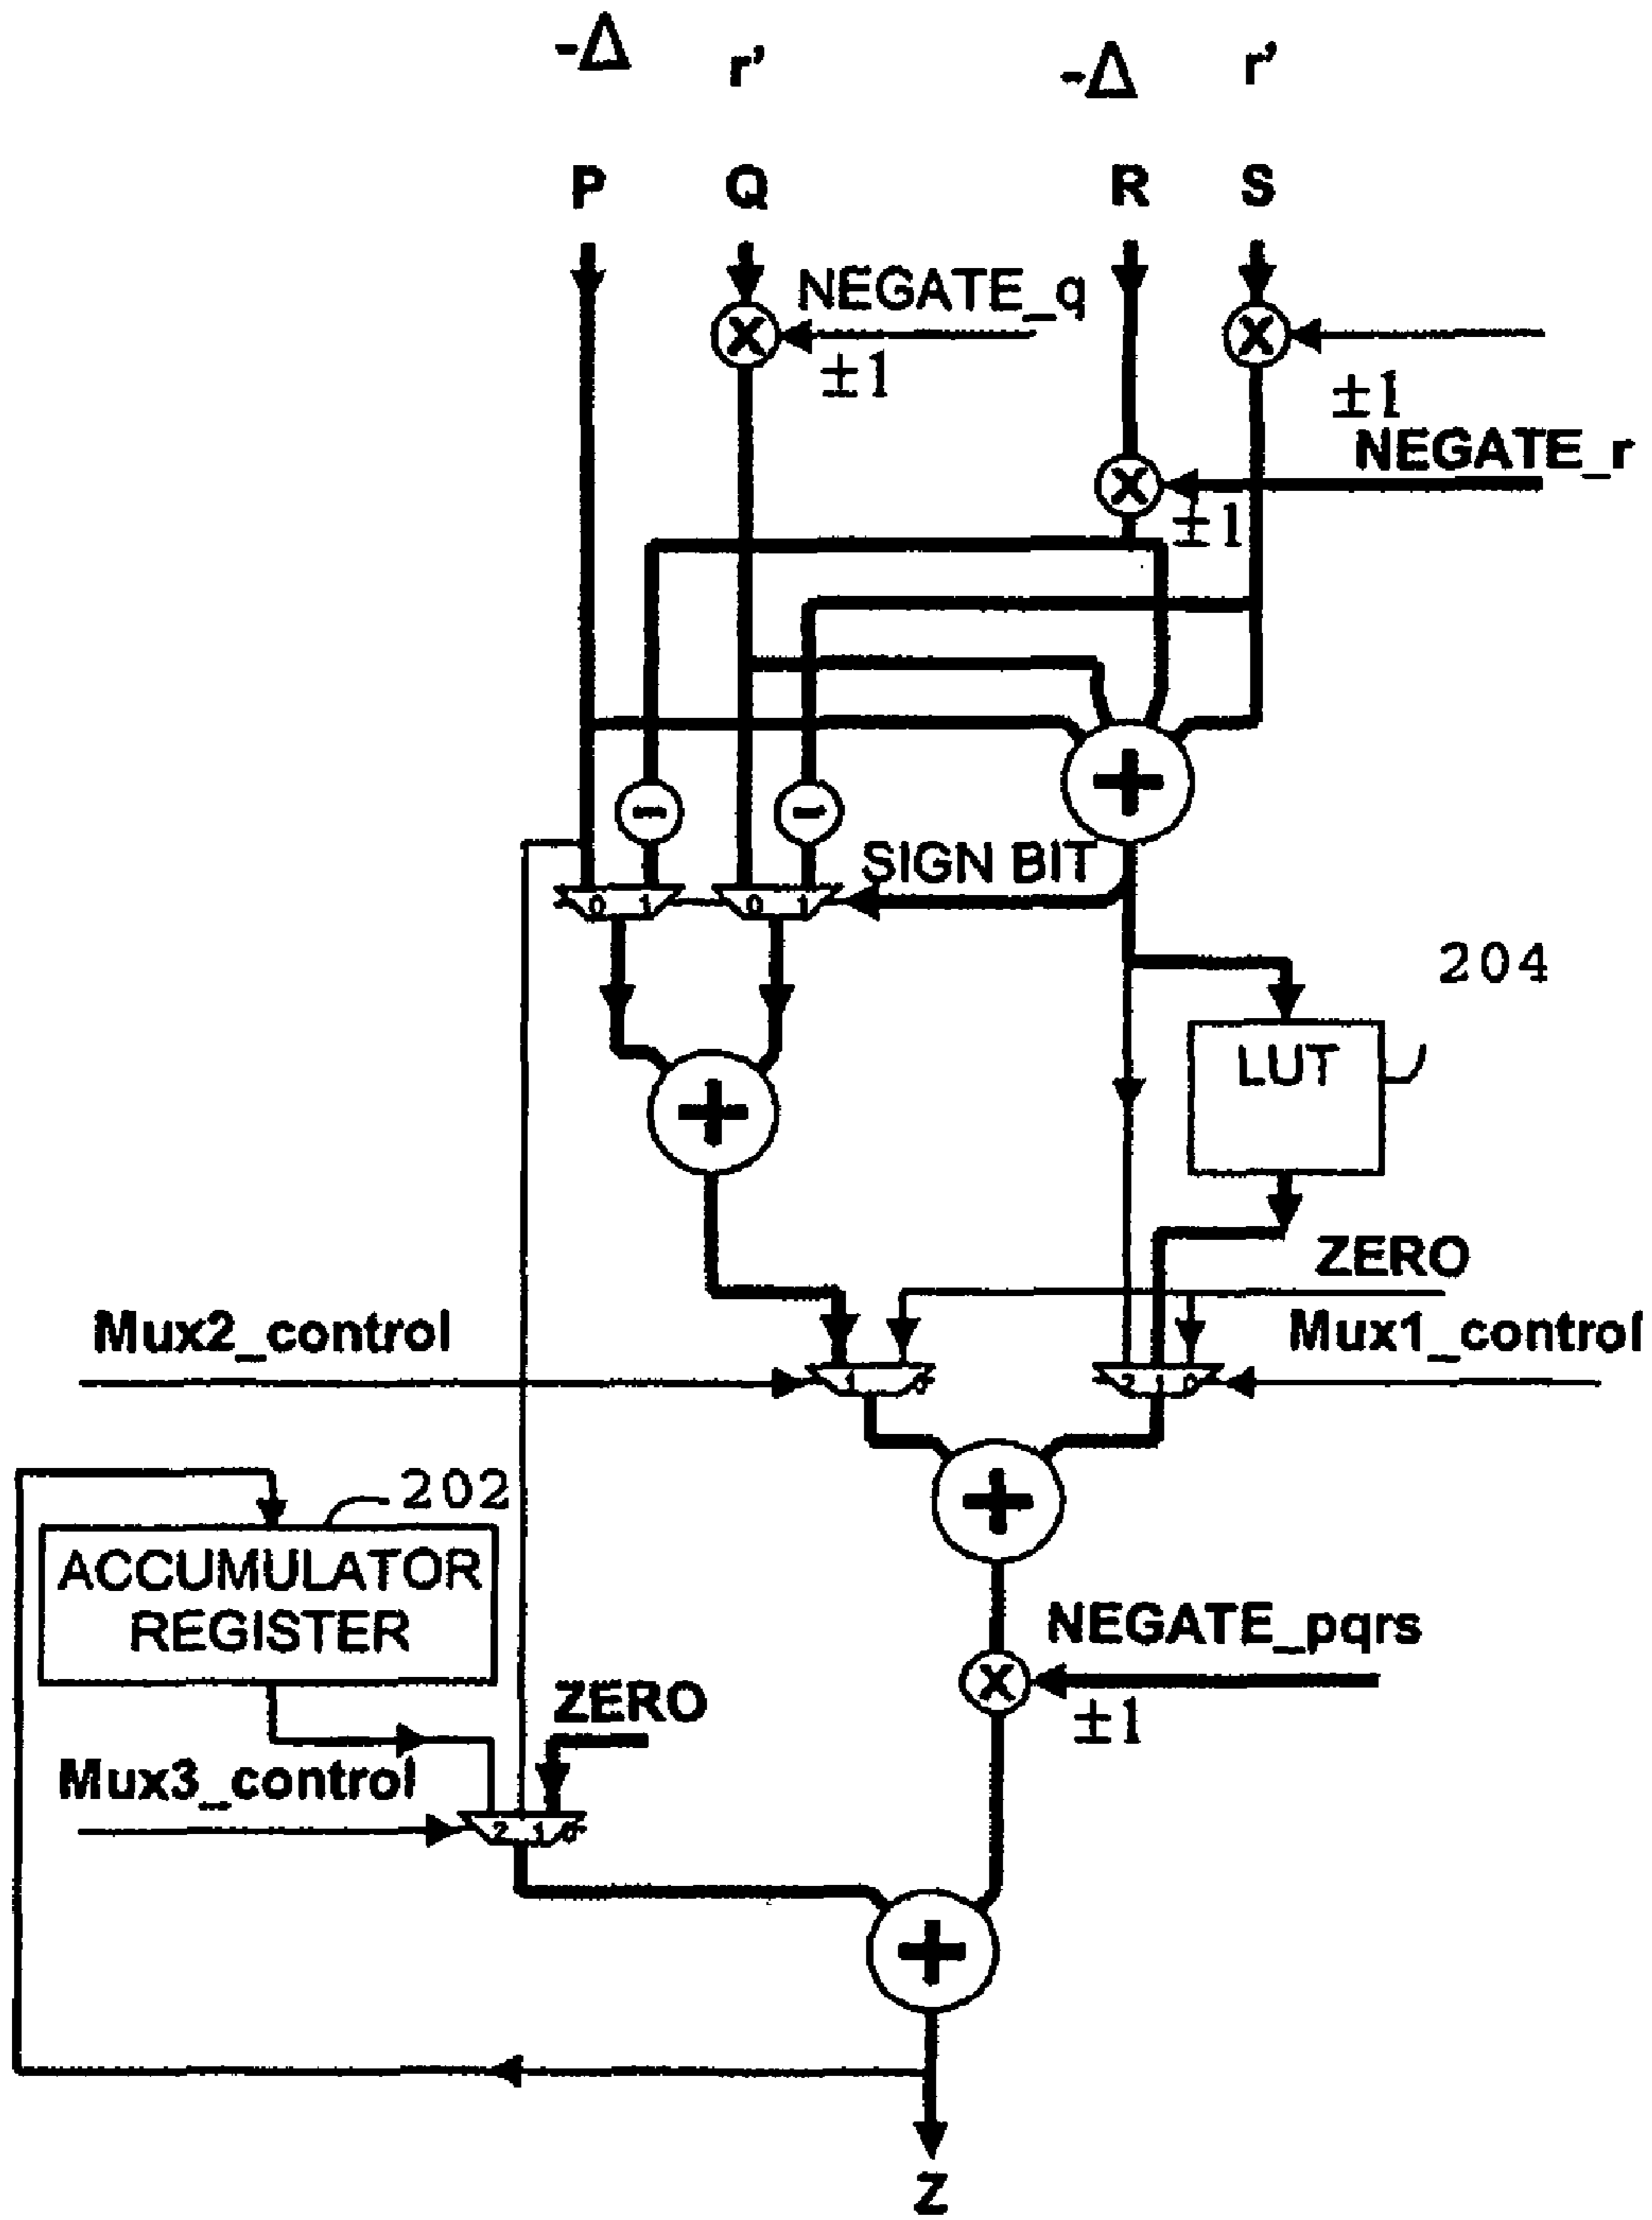 -Δ r' -Δ r'
P Q R S
NEGATE_q
±1
±1
NEGATE_r
±1
+
− −
SIGN BIT
0 1 0 1
204
LUT
+
ZERO
Mux2_control
Mux1_control
1 0
2 1 0
202
+
ACCUMULATOR
REGISTER
NEGATE_pqrs
±1
ZERO
Mux3_control
2 1 0
+
Z